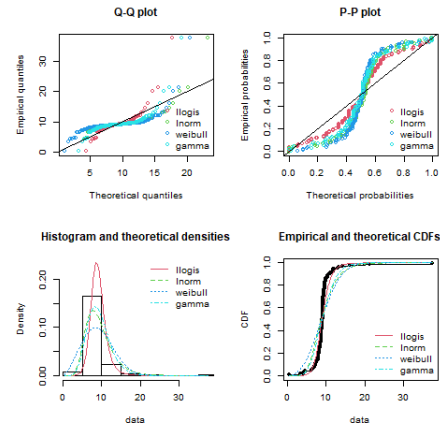 Q-Q plot
Empirical quantiles
0 10 20 30
llogis
lnorm
weibull
gamma
5 10 15 20
Theoretical quantiles
P-P plot
Empirical probabilities
0.0 0.2 0.4 0.6 0.8 1.0
llogis
lnorm
weibull
gamma
0.0 0.2 0.4 0.6 0.8 1.0
Theoretical probabilities
Histogram and theoretical densities
Density
0.00 0.10 0.20
llogis
lnorm
weibull
gamma
0 10 20 30
data
Empirical and theoretical CDFs
CDF
0.0 0.2 0.4 0.6 0.8 1.0
llogis
lnorm
weibull
gamma
0 10 20 30
data